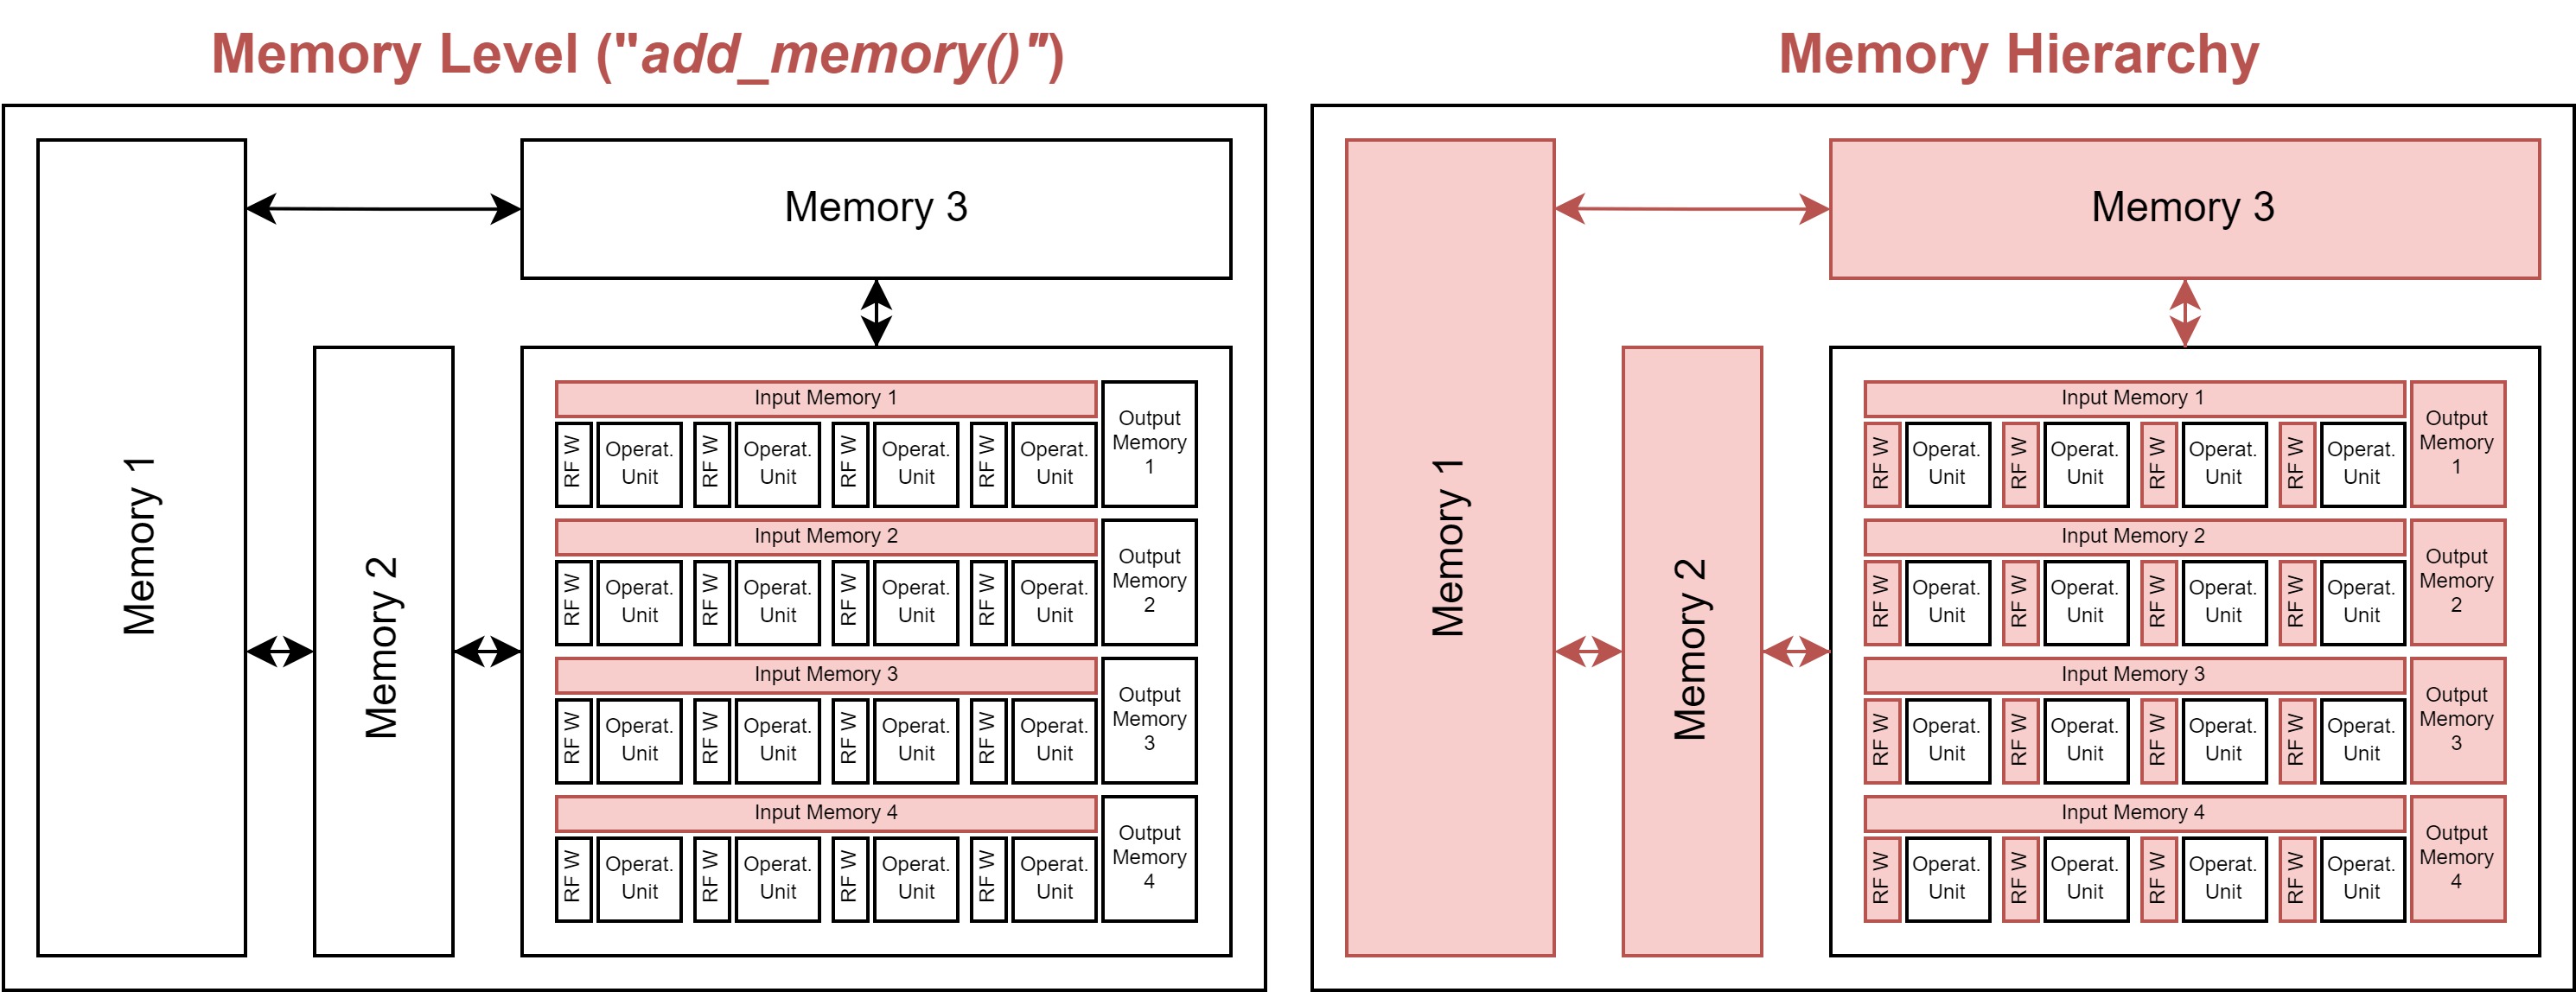 Memory Level ("add_memory()")
Memory 1
Memory 2
Memory 3
Input Memory 1
RF W
Operat.
Unit
RF W
Operat.
Unit
RF W
Operat.
Unit
RF W
Operat.
Unit
Output
Memory
1
Input Memory 2
RF W
Operat.
Unit
RF W
Operat.
Unit
RF W
Operat.
Unit
RF W
Operat.
Unit
Output
Memory
2
Input Memory 3
RF W
Operat.
Unit
RF W
Operat.
Unit
RF W
Operat.
Unit
RF W
Operat.
Unit
Output
Memory
3
Input Memory 4
RF W
Operat.
Unit
RF W
Operat.
Unit
RF W
Operat.
Unit
RF W
Operat.
Unit
Output
Memory
4
Memory Hierarchy
Memory 1
Memory 2
Memory 3
Input Memory 1
RF W
Operat.
Unit
RF W
Operat.
Unit
RF W
Operat.
Unit
RF W
Operat.
Unit
Output
Memory
1
Input Memory 2
RF W
Operat.
Unit
RF W
Operat.
Unit
RF W
Operat.
Unit
RF W
Operat.
Unit
Output
Memory
2
Input Memory 3
RF W
Operat.
Unit
RF W
Operat.
Unit
RF W
Operat.
Unit
RF W
Operat.
Unit
Output
Memory
3
Input Memory 4
RF W
Operat.
Unit
RF W
Operat.
Unit
RF W
Operat.
Unit
RF W
Operat.
Unit
Output
Memory
4